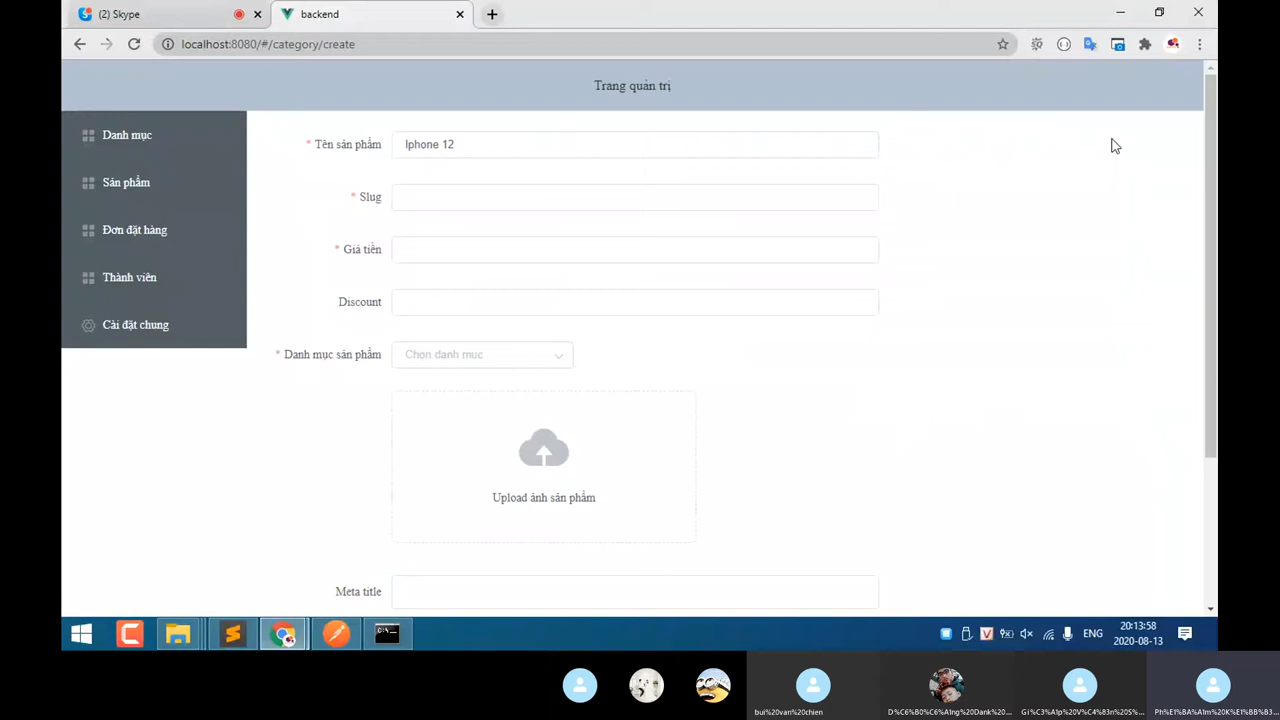 (2) Skype
backend
localhost:8080/#/category/create
Trang quản trị
Danh mục
Sản phẩm
Đơn đặt hàng
Thành viên
Cài đặt chung
* Tên sản phẩm
Iphone 12
* Slug
* Giá tiền
Discount
* Danh mục sản phẩm
Chọn danh mục
Upload ảnh sản phẩm
Meta title
ENG
20:13:58
2020-08-13
bui%20van%20chien
D%C6%B0%C6%A1ng%20Dank%20...
Gi%C3%A1p%20V%C4%83n%20S%...
Ph%E1%BA%A1m%20K%E1%BB%B3...